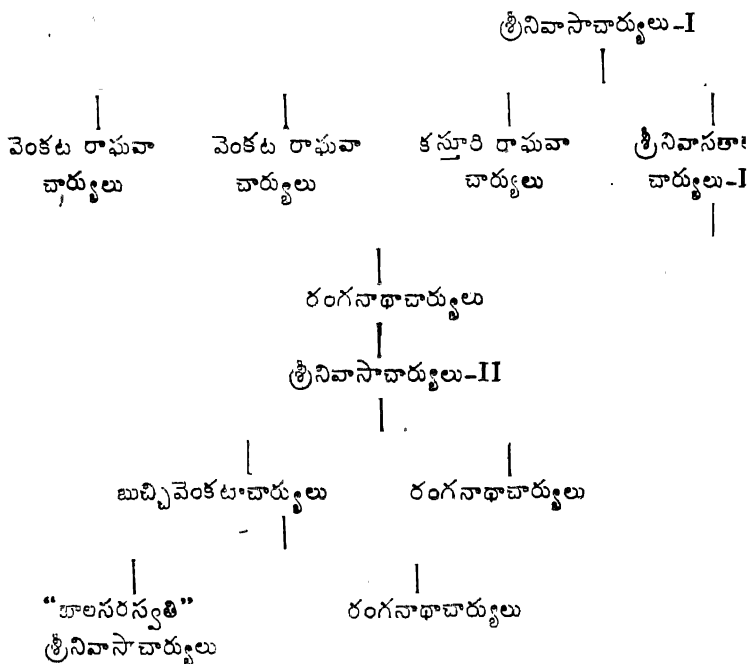 శ్రీనివాసాచార్యులు-I
వెంకట రాఘవా వెంకట రాఘవా కస్తూరి రాఘవా
చార్యులు చార్యులు చార్యులు చార్యులు-I
రంగనాథాచార్యులు
శ్రీనివాసాచార్యులు-II
బుచ్చివెంకటాచార్యులు రంగనాథాచార్యులు
“బాలసరస్వతి” రంగనాథాచార్యులు
శ్రీనివాసాచార్యులు